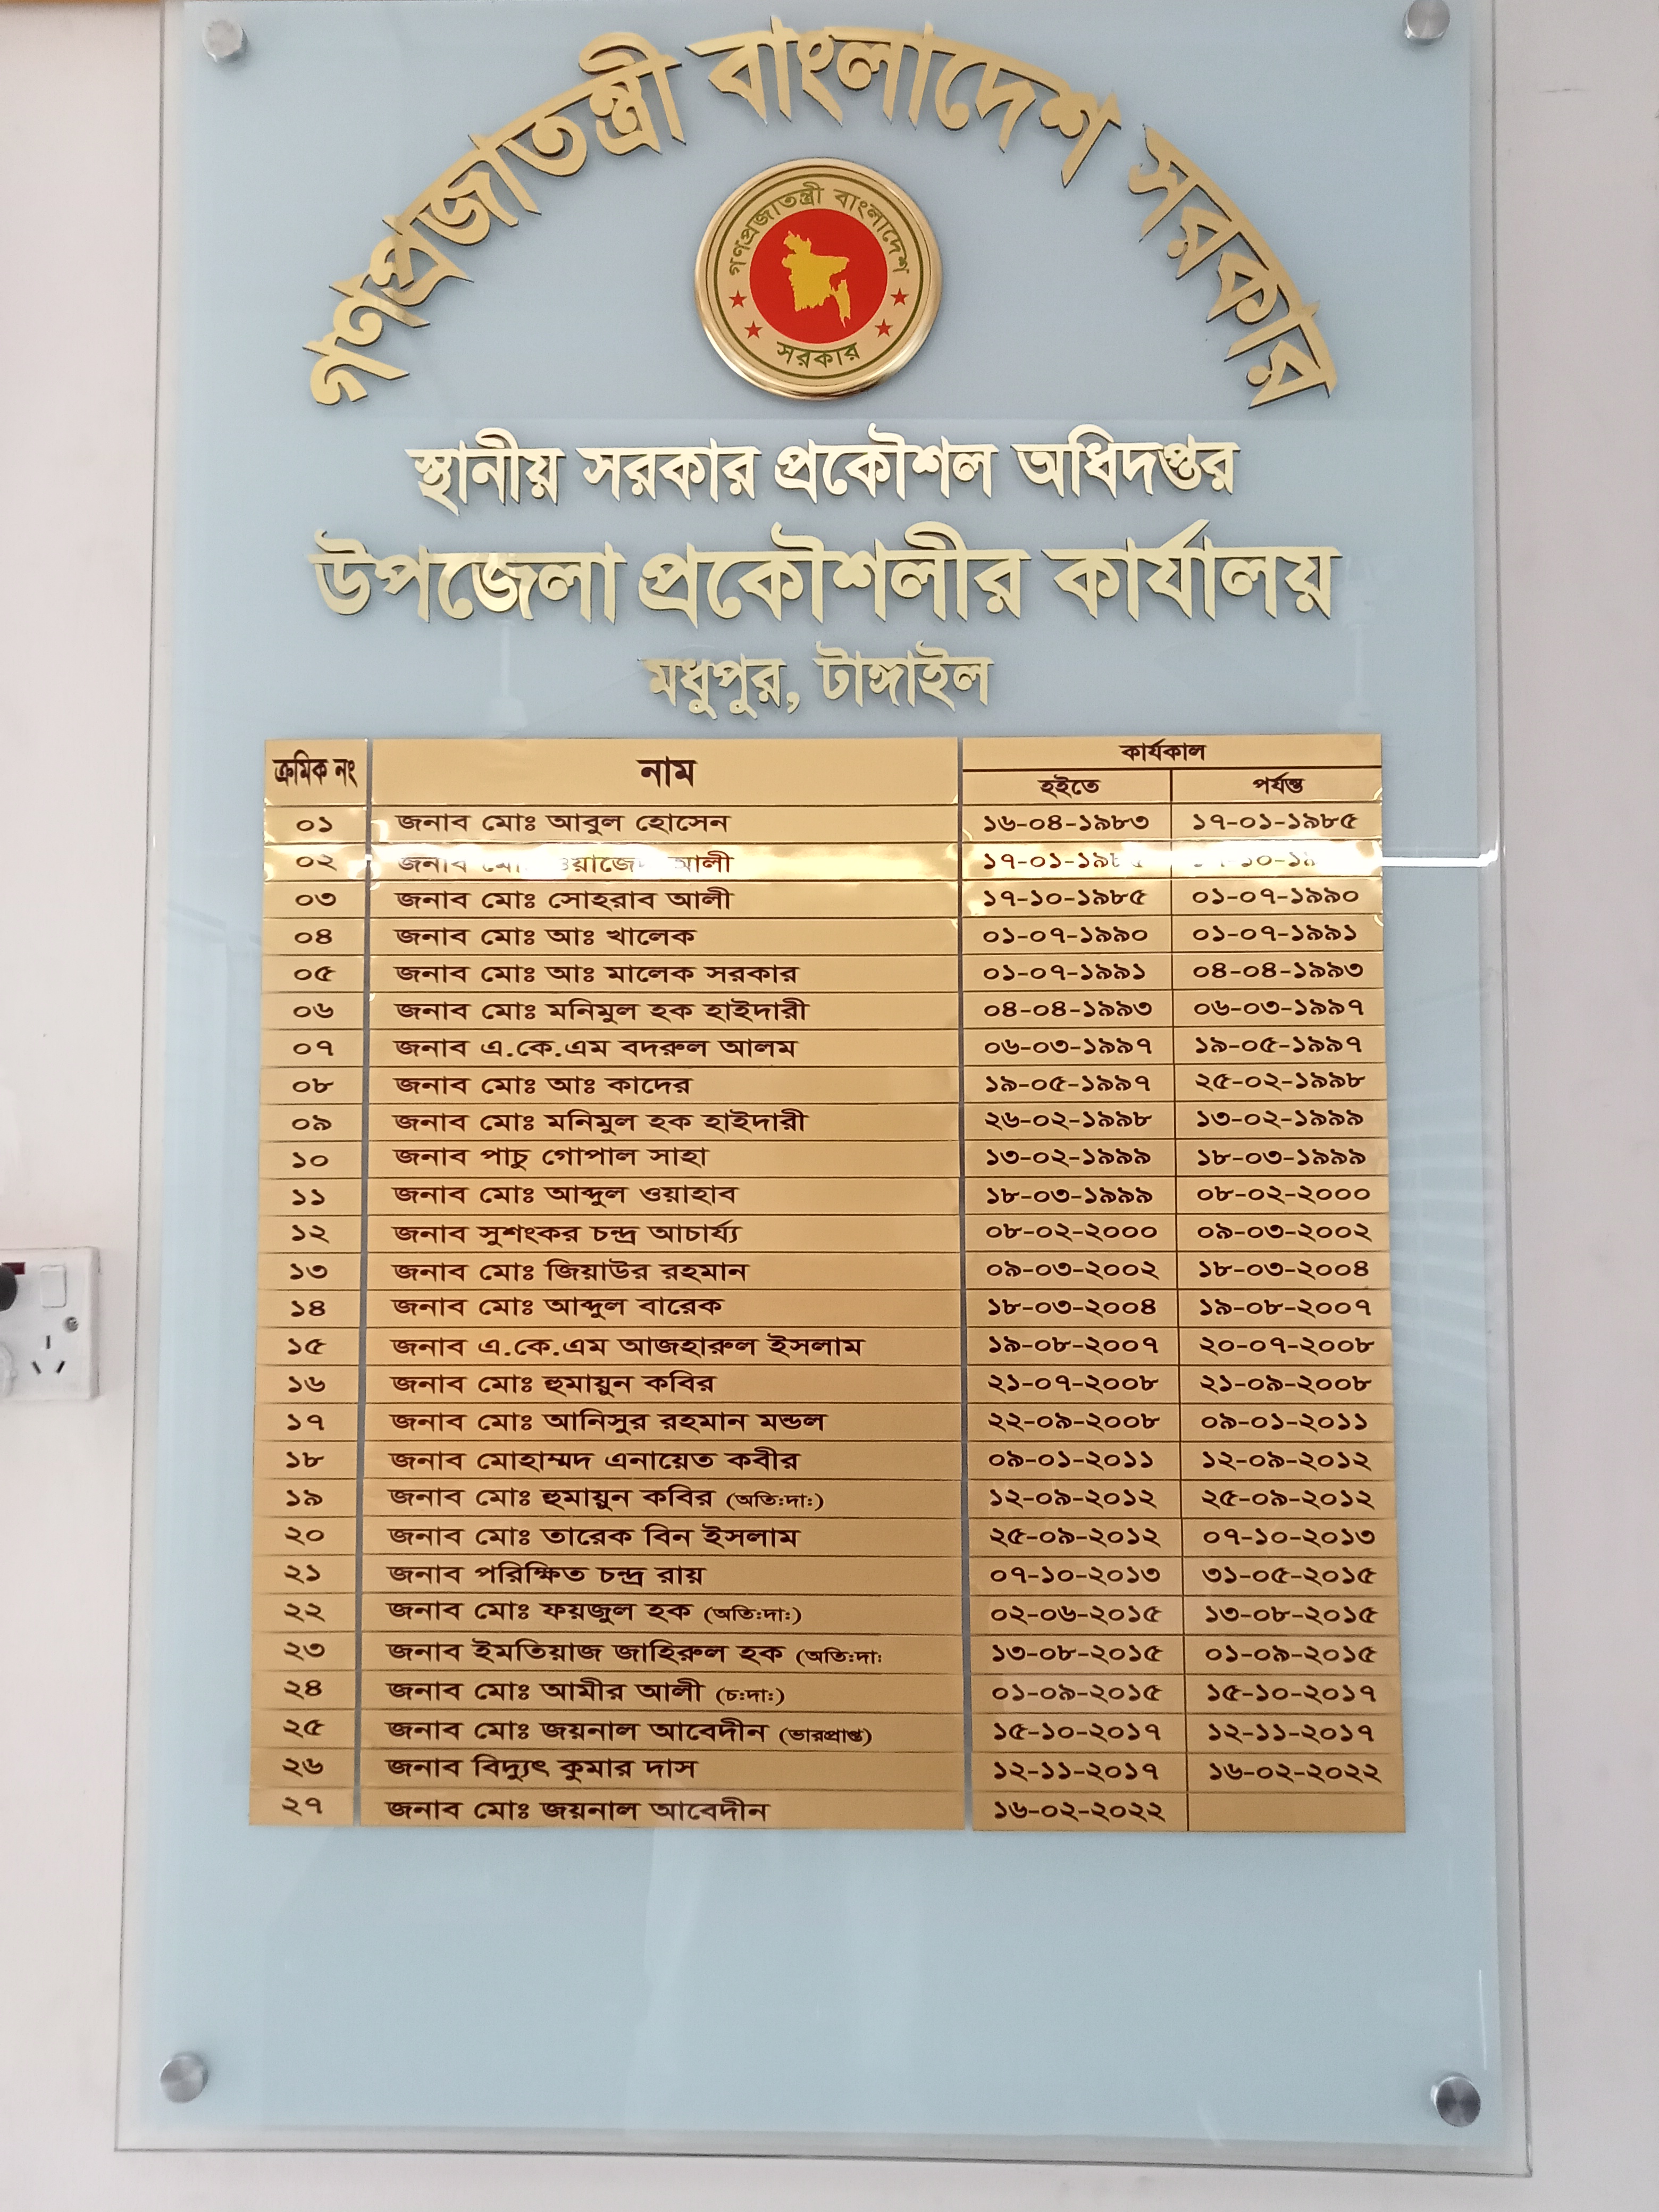 গণপ্রজাতন্ত্রী বাংলাদেশ সরকার
গণপ্রজাতন্ত্রী বাংলাদেশ
সরকার
স্থানীয় সরকার প্রকৌশল অধিদপ্তর
উপজেলা প্রকৌশলীর কার্যালয়
মধুপুর, টাঙ্গাইল
ক্রমিক নং নাম কার্যকাল
হইতে পর্যন্ত
০১ জনাব মোঃ আবুল হোসেন ১৬-০৪-১৯৮৩ ১৭-০১-১৯৮৫
০২ জনাব আলী
০৩ জনাব মোঃ সোহরাব আলী ১৭-১০-১৯৮৫ ০১-০৭-১৯৯০
০৪ জনাব মোঃ আঃ খালেক ০১-০৭-১৯৯০ ০১-০৭-১৯৯১
০৫ জনাব মোঃ আঃ মালেক সরকার ০১-০৭-১৯৯১ ০৪-০৪-১৯৯৩
০৬ জনাব মোঃ মনিমুল হক হাইদারী ০৪-০৪-১৯৯৩ ০৬-০৩-১৯৯৭
০৭ জনাব এ.কে.এম বদরুল আলম ০৬-০৩-১৯৯৭ ১৯-০৫-১৯৯৭
০৮ জনাব মোঃ আঃ কাদের ১৯-০৫-১৯৯৭ ২৫-০২-১৯৯৮
০৯ জনাব মোঃ মনিমুল হক হাইদারী ২৬-০২-১৯৯৮ ১৩-০২-১৯৯৯
১০ জনাব পাচু গোপাল সাহা ১৩-০২-১৯৯৯ ১৮-০৩-১৯৯৯
১১ জনাব মোঃ আব্দুল ওয়াহাব ১৮-০৩-১৯৯৯ ০৮-০২-২০০০
১২ জনাব সুশংকর চন্দ্র আচার্য্য ০৮-০২-২০০০ ০৯-০৩-২০০২
১৩ জনাব মোঃ জিয়াউর রহমান ০৯-০৩-২০০২ ১৮-০৩-২০০৪
১৪ জনাব মোঃ আব্দুল বারেক ১৮-০৩-২০০৪ ১৯-০৮-২০০৭
১৫ জনাব এ.কে.এম আজহারুল ইসলাম ১৯-০৮-২০০৭ ২০-০৭-২০০৮
১৬ জনাব মোঃ হুমায়ুন কবির ২১-০৭-২০০৮ ২১-০৯-২০০৮
১৭ জনাব মোঃ আনিসুর রহমান মন্ডল ২২-০৯-২০০৮ ০৯-০১-২০১১
১৮ জনাব মোহাম্মদ এনায়েত কবীর ০৯-০১-২০১১ ১২-০৯-২০১২
১৯ জনাব মোঃ হুমায়ুন কবির (অতি:দা:) ১২-০৯-২০১২ ২৫-০৯-২০১২
২০ জনাব মোঃ তারেক বিন ইসলাম ২৫-০৯-২০১২ ০৭-১০-২০১৩
২১ জনাব পরিক্ষিত চন্দ্র রায় ০৭-১০-২০১৩ ৩১-০৫-২০১৫
২২ জনাব মোঃ ফয়জুল হক (অতি:দা:) ০২-০৬-২০১৫ ১৩-০৮-২০১৫
২৩ জনাব ইমতিয়াজ জাহিরুল হক (অতি:দা: ১৩-০৮-২০১৫ ০১-০৯-২০১৫
২৪ জনাব মোঃ আমীর আলী (চ:দা:) ০১-০৯-২০১৫ ১৫-১০-২০১৭
২৫ জনাব মোঃ জয়নাল আবেদীন (ভারপ্রাপ্ত) ১৫-১০-২০১৭ ১২-১১-২০১৭
২৬ জনাব বিদ্যুৎ কুমার দাস ১২-১১-২০১৭ ১৬-০২-২০২২
২৭ জনাব মোঃ জয়নাল আবেদীন ১৬-০২-২০২২